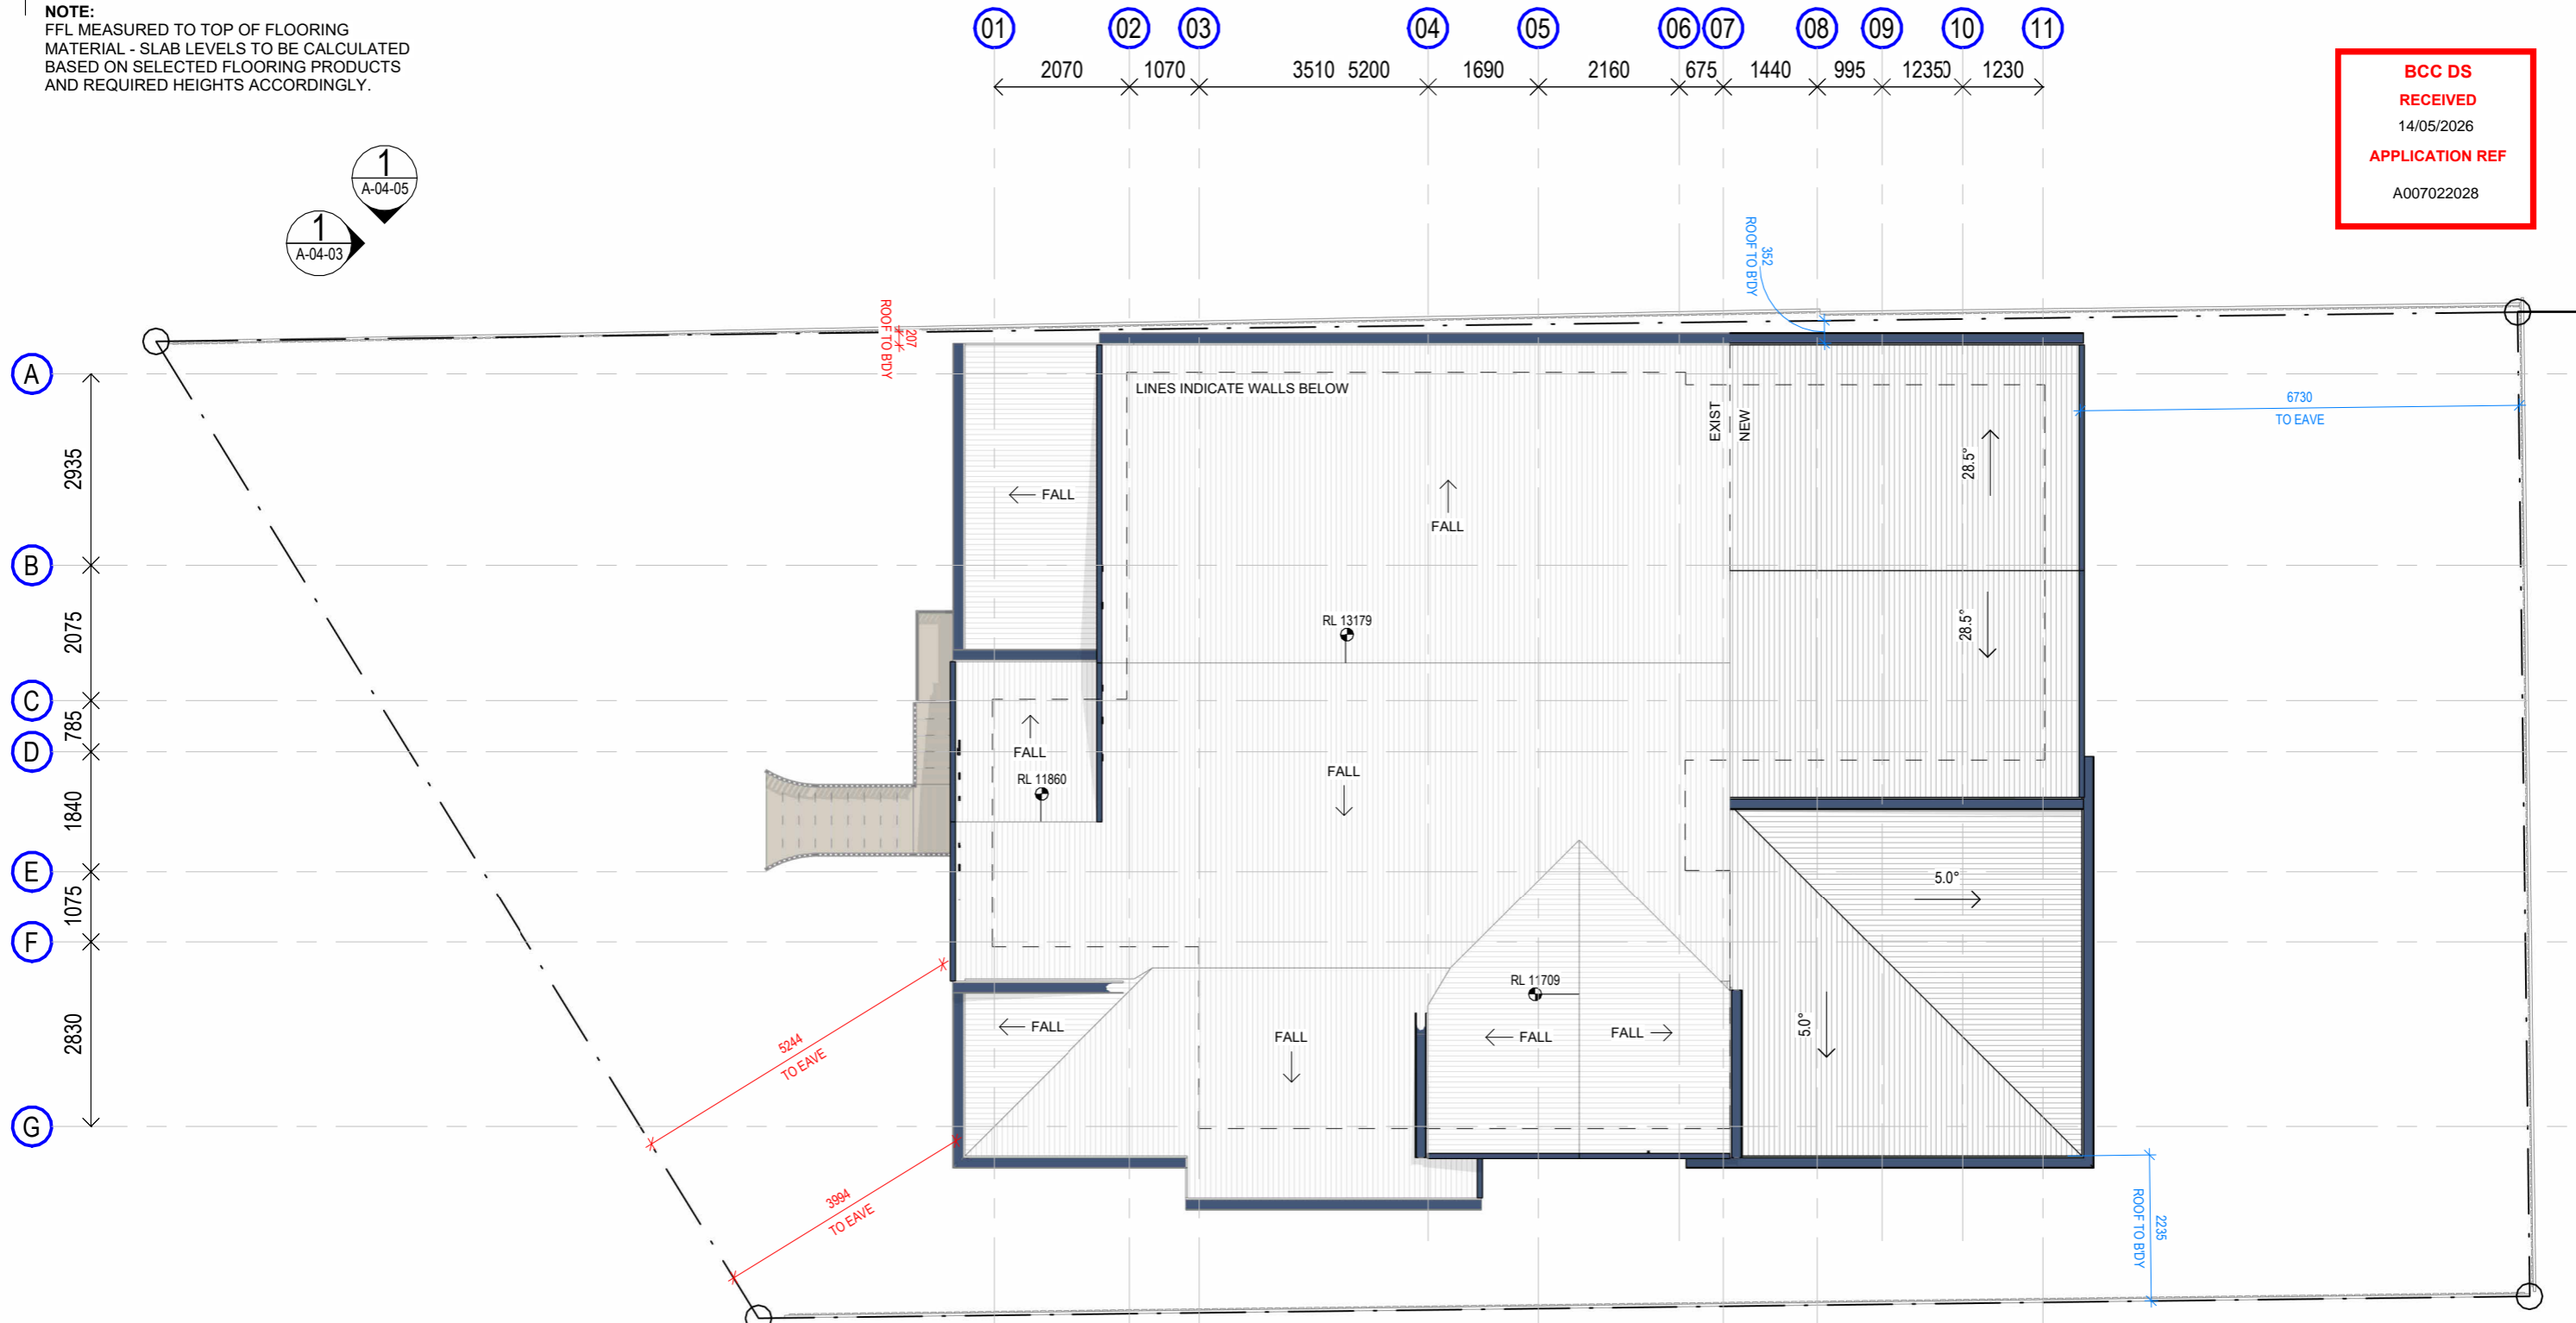 NOTE:
FFL MEASURED TO TOP OF FLOORING
MATERIAL - SLAB LEVELS TO BE CALCULATED
BASED ON SELECTED FLOORING PRODUCTS
AND REQUIRED HEIGHTS ACCORDINGLY.
01 02 03 04 05 06 07 08 09 10 11
2070 1070 3510 5200 1690 2160 675 1440 995 12350 1230
BCC DS
RECEIVED
14/05/2026
APPLICATION REF
A007022028
1
A-04-05
1
A-04-03
352
ROOF TO B'DY
207
ROOF TO B'DY
A
B
C
D
E
F
G
2935
2075
785
1840
1075
2830
LINES INDICATE WALLS BELOW
EXIST
NEW
6730
TO EAVE
28.5°
FALL
FALL
RL 13179
28.5°
FALL
RL 11860
FALL
5.0°
RL 11709
FALL
FALL
FALL
FALL
5.0°
5244
TO EAVE
3994
TO EAVE
2235
ROOF TO B'DY